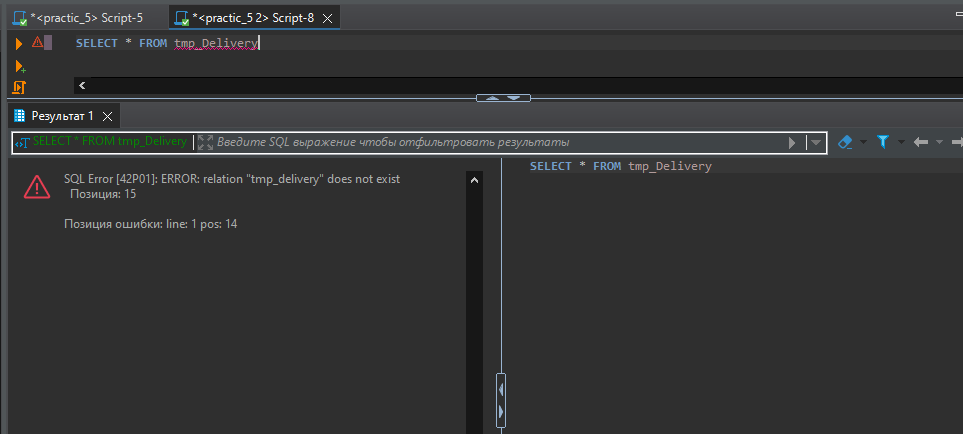 *<practic_5> Script-5
*<practic_5 2> Script-8
SELECT * FROM tmp_Delivery
Результат 1
SELECT * FROM tmp_Delivery
Введите SQL выражение чтобы отфильтровать результаты
SQL Error [42P01]: ERROR: relation "tmp_delivery" does not exist
Позиция: 15
Позиция ошибки: line: 1 pos: 14
SELECT * FROM tmp_Delivery